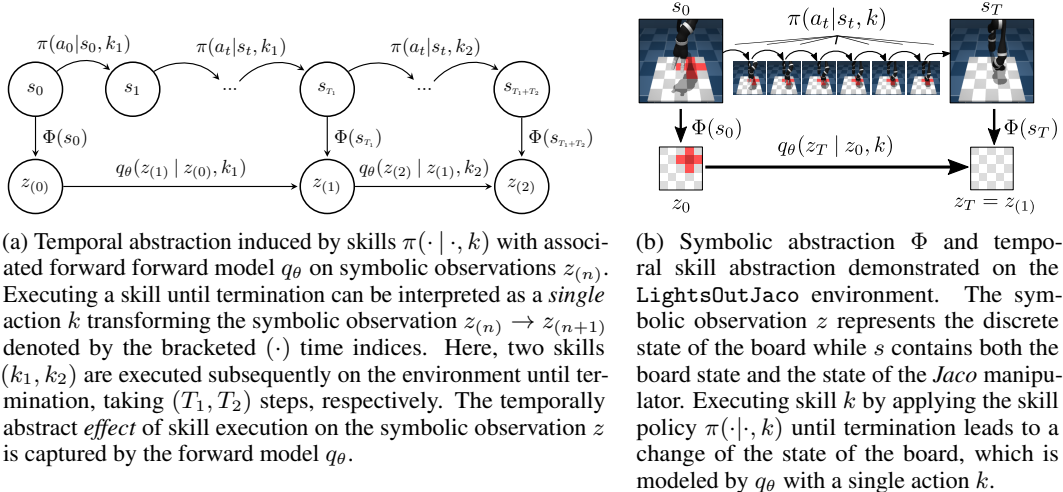 π(a₀|s₀, k₁)
π(aₜ|sₜ, k₁)
π(aₜ|sₜ, k₂)
s₀
s₁
...
s_{T₁}
...
s_{T₁+T₂}
Φ(s₀)
Φ(s_{T₁})
Φ(s_{T₁+T₂})
q_θ(z₍₁₎ | z₍₀₎, k₁)
q_θ(z₍₂₎ | z₍₁₎, k₂)
z₍₀₎
z₍₁₎
z₍₂₎
(a) Temporal abstraction induced by skills π(· | ·, k) with associ-
ated forward forward model q_θ on symbolic observations z₍ₙ₎.
Executing a skill until termination can be interpreted as a single
action k transforming the symbolic observation z₍ₙ₎ → z₍ₙ₊₁₎
denoted by the bracketed (·) time indices. Here, two skills
(k₁, k₂) are executed subsequently on the environment until ter-
mination, taking (T₁, T₂) steps, respectively. The temporally
abstract effect of skill execution on the symbolic observation z
is captured by the forward model q_θ.
s₀
π(aₜ|sₜ, k)
s_T
Φ(s₀)
Φ(s_T)
q_θ(z_T | z₀, k)
z₀
z_T = z₍₁₎
(b) Symbolic abstraction Φ and tempo-
ral skill abstraction demonstrated on the
LightsOutJaco environment. The sym-
bolic observation z represents the discrete
state of the board while s contains both the
board state and the state of the Jaco manipu-
lator. Executing skill k by applying the skill
policy π(·|·, k) until termination leads to a
change of the state of the board, which is
modeled by q_θ with a single action k.